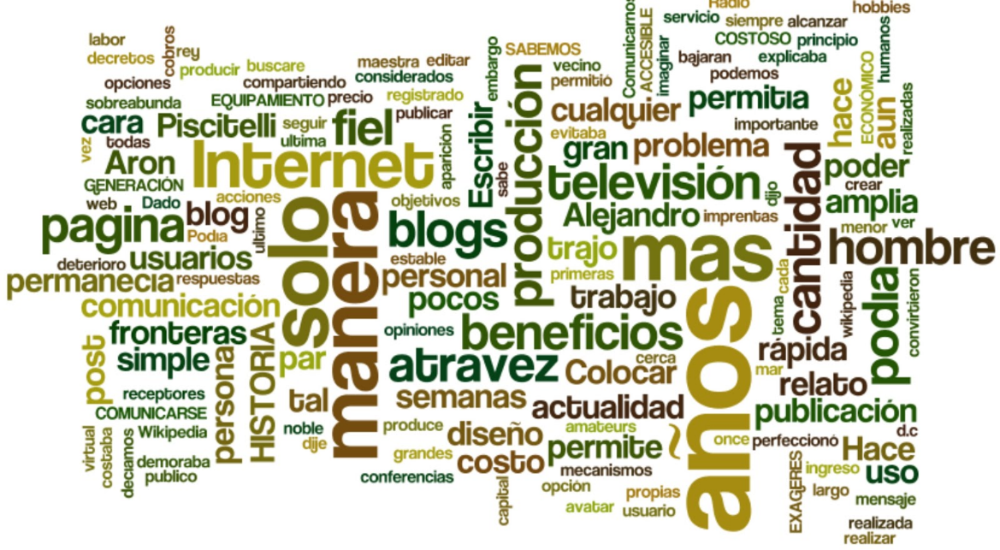 Radio
hobbies
servicio siempre alcanzar
Comunicarnos
ACCESIBLE
imaginar
COSTOSO principio
humanos
labor
cobros
rey
decretos
producir buscare
maestra editar
embargo
SABEMOS
vecino
bajaran explicaba
ECONÓMICO
opciones
compartiendo
considerados
permitió
podemos
sobreabunda
EQUIPAMIENTO precio
registrado
producción
cualquier
permitia
hace
aun
realizadas
cara Piscitelli seguir fiel
publicar
Escribir
evitaba
importante
vez
todas
ultima
aparición
gran problema
cantidad
Aron
Internet
sabe
televisión
dijo
poder
GENERACIÓN
crear
acciones
objetivos
web Dado blog
ultimo
solo
manera
Alejandro imprentas
amplia
pagina
Podia
blogs
menor ver
deterioro usuarios
estable
trajo mas
hombre
permanecia respuestas
personal
primeras
cada
tema
wikipedia
podia
convirtieron
comunicación
pocos
trabajo
años
fronteras
opiniones beneficios
post
simple
persona
HISTORIA
par
atravez
cerca
Colocar
rápida
mar
relato
receptores
tal
semanas
actualidad
publicación
COMUNICARSE
virtual
costaba
deciamos
Wikipedia
noble
dije
produce
diseño
amateurs
once perfeccionó
d.c
Hace
grandes
permite
demoraba
publico
costo
mecanismos
EXAGERES
ingreso uso
conferencias
capital
opción
propias
largo
mensaje
avatar usuario
realizada
realizar